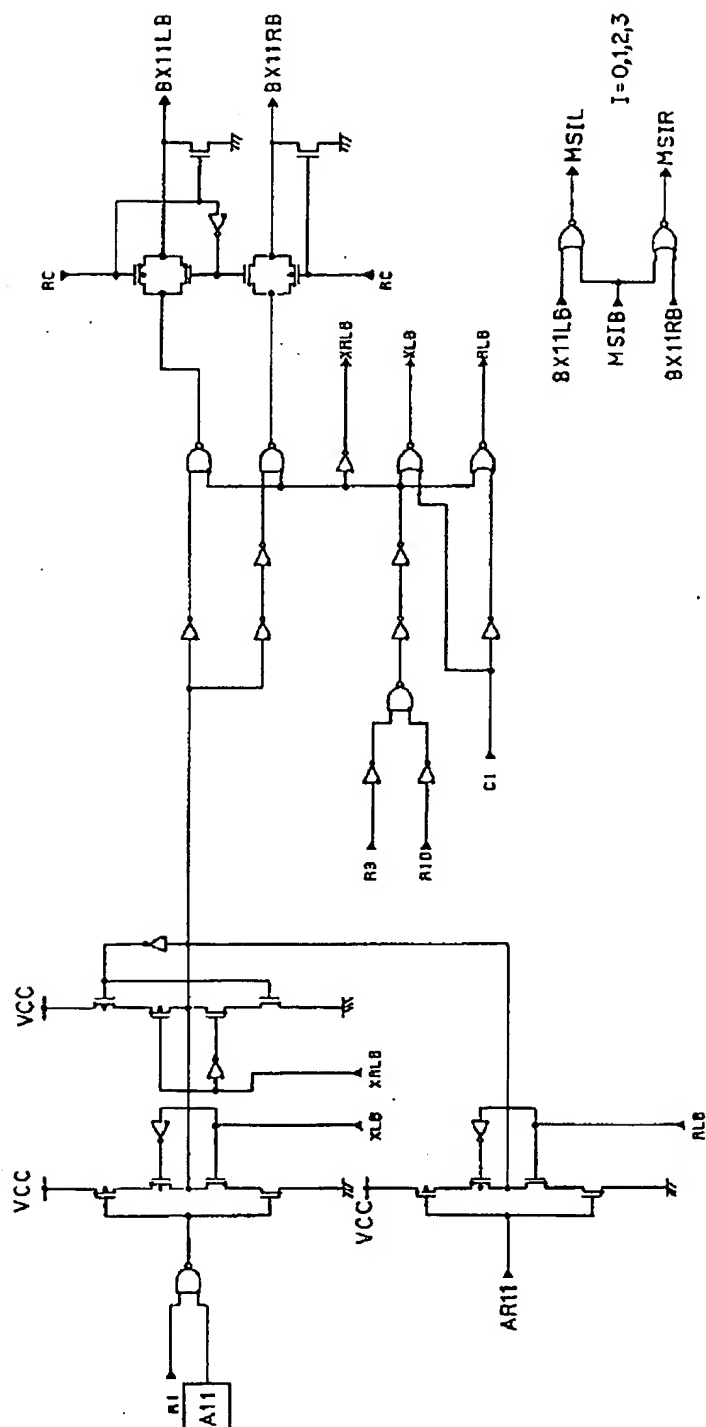 BX11LB
BX11RB
RC
RC
I=0,1,2,3
MSIL
MSIR
BX11LB
MSIB
BX11RB
XRLB
XLB
RLB
R3
R10
C1
VCC
VCC
VCC
XRLB
XLB
RLB
R1
A11
AR11